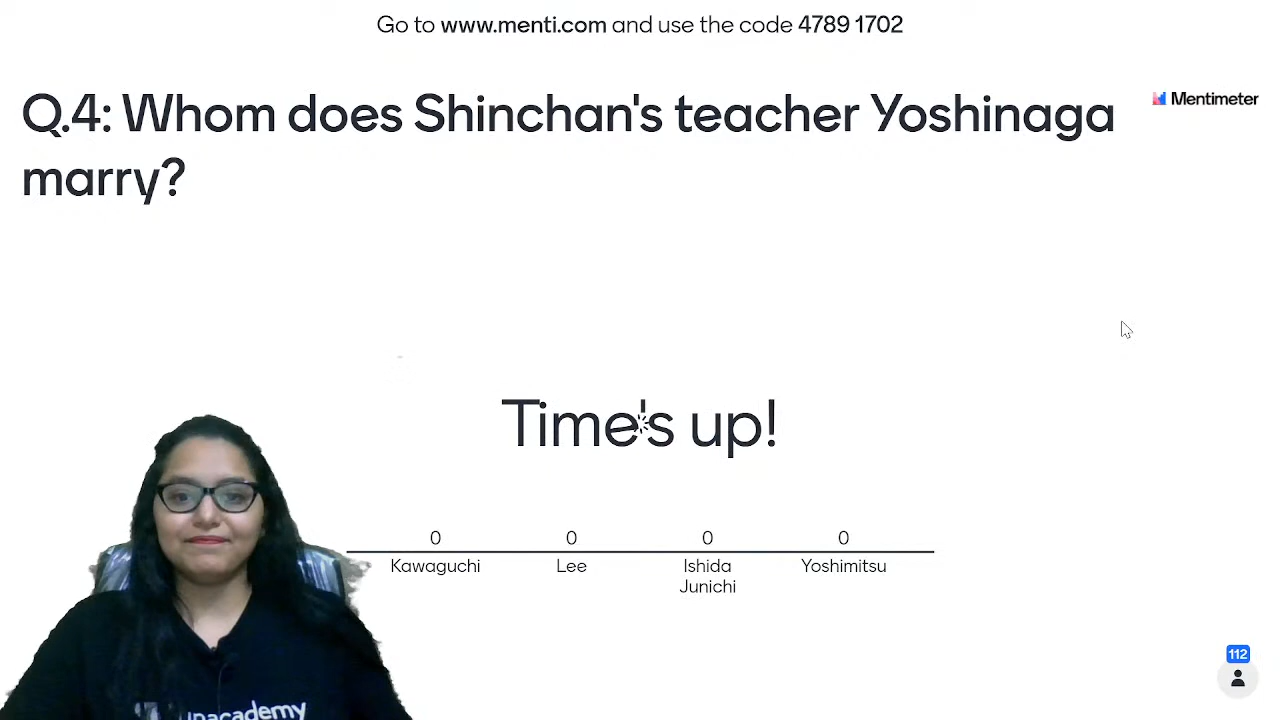 Go to www.menti.com and use the code 4789 1702
Q.4: Whom does Shinchan's teacher Yoshinaga
marry?
Mentimeter
Time's up!
0 0 0 0
Kawaguchi Lee Ishida Yoshimitsu
Junichi
112
unacademy